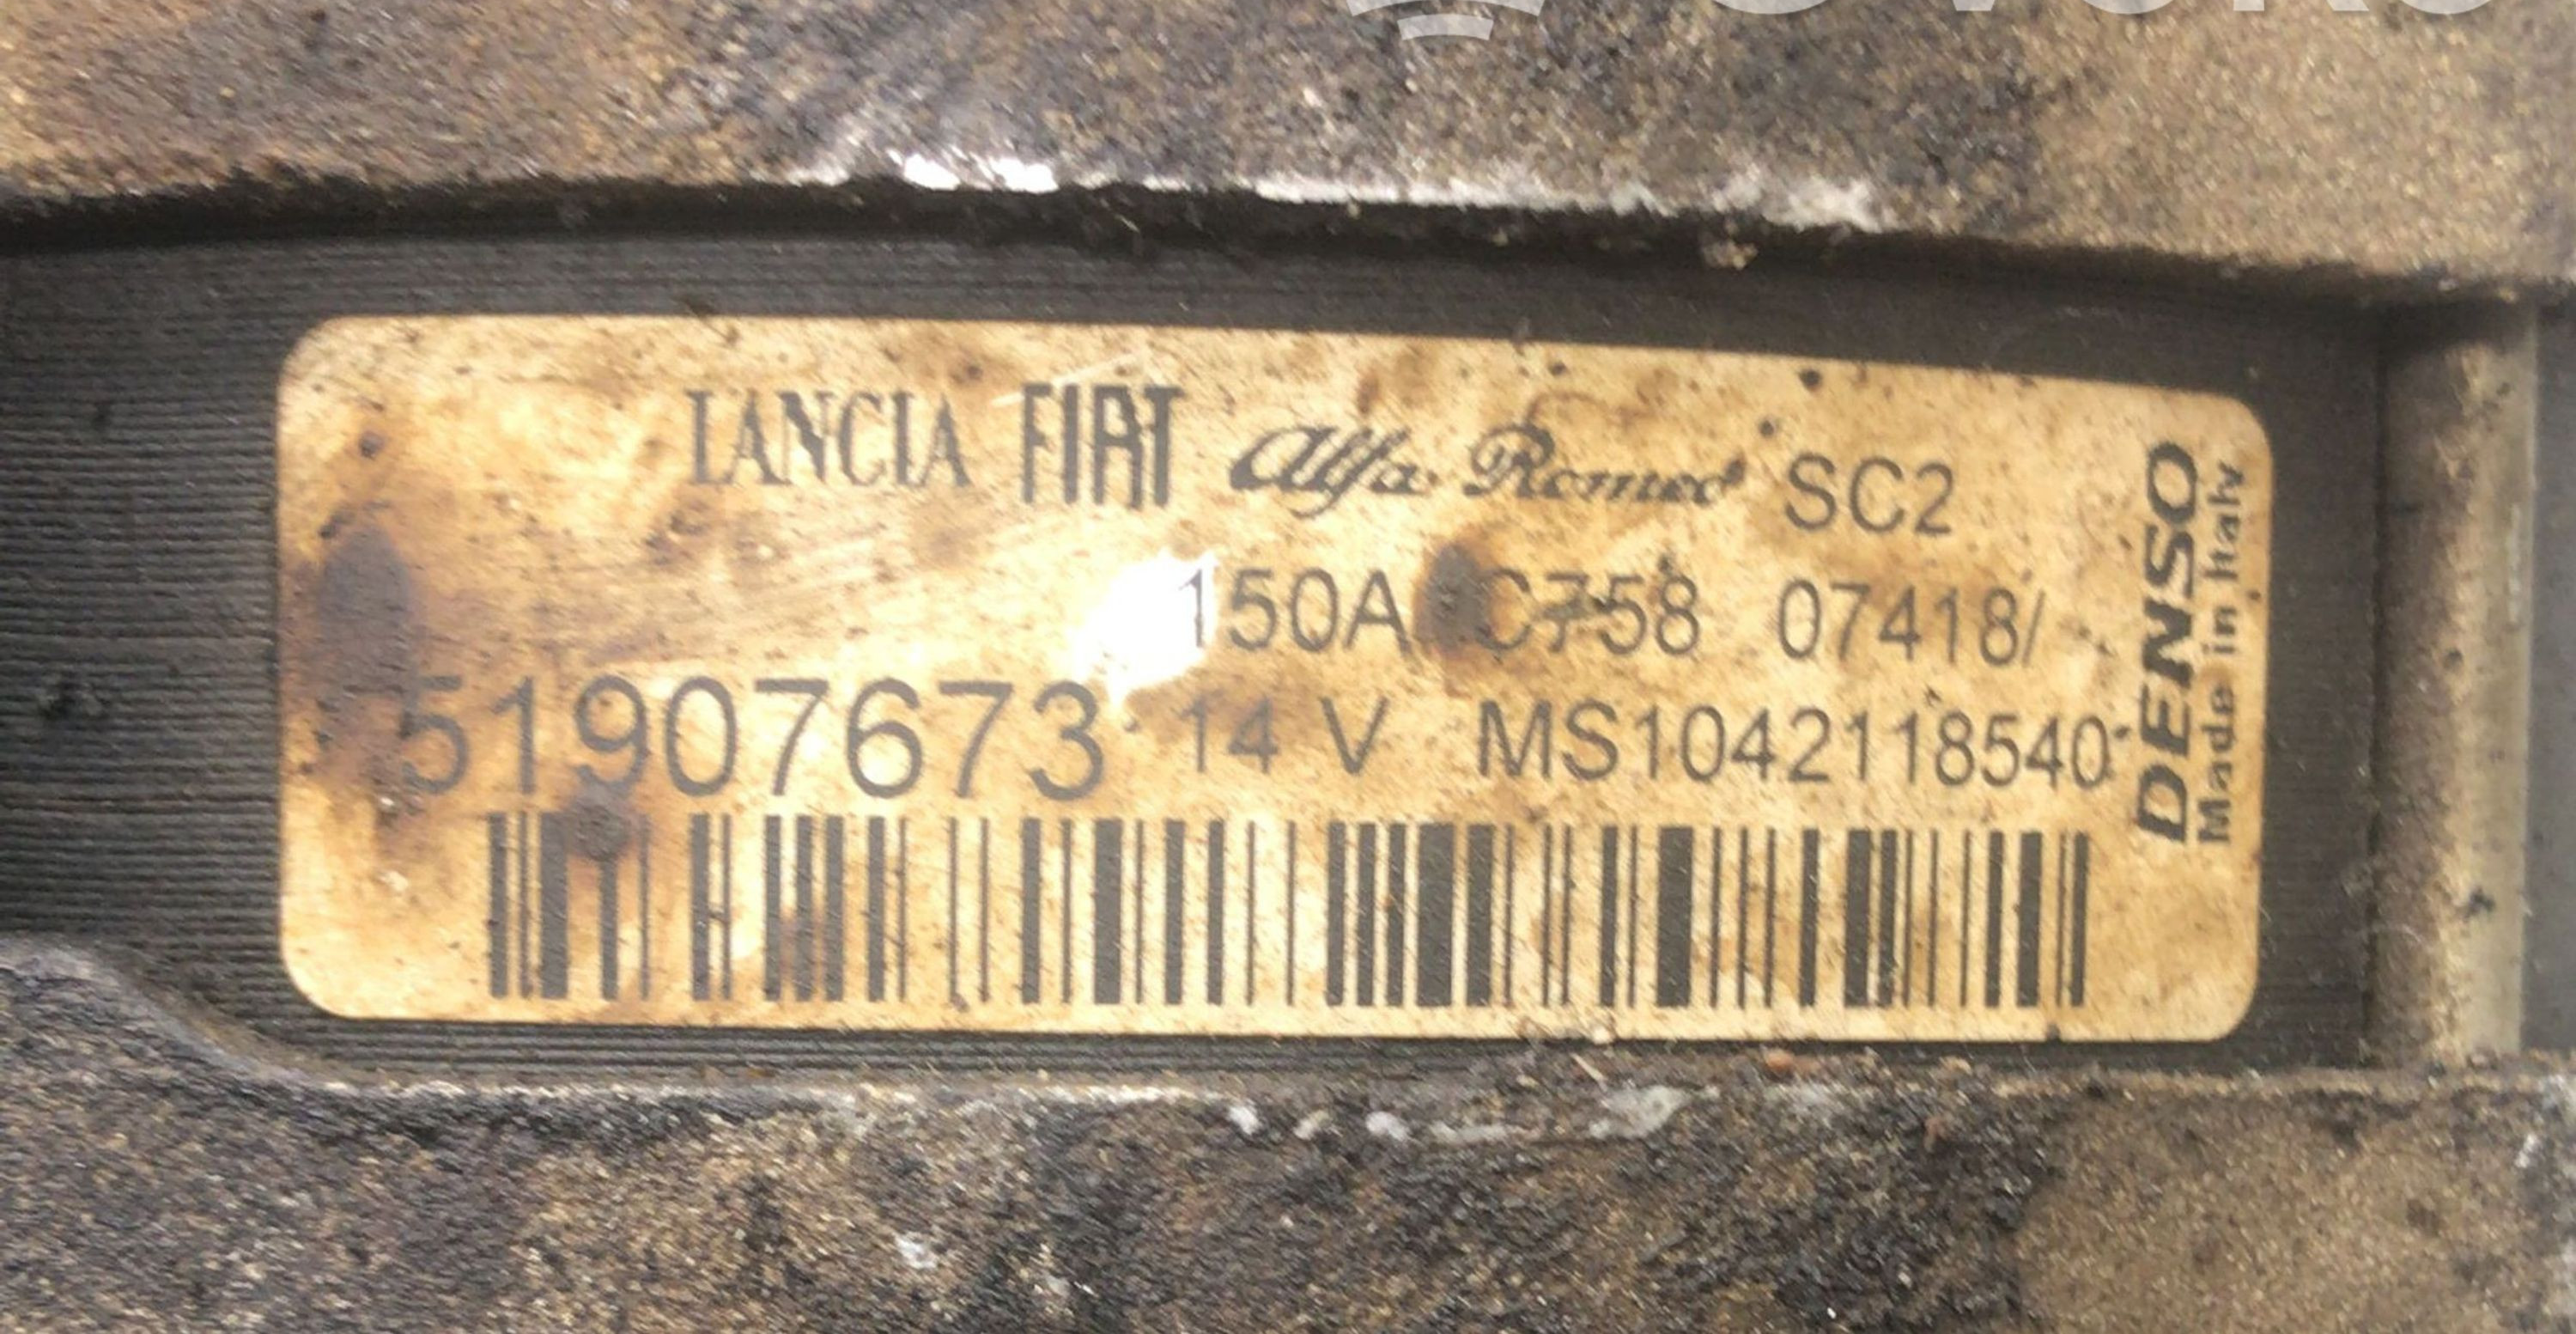 LANCIA FIAT Alfa Romeo SC2
150A C758 07418/
51907673 14 V MS1042118540
DENSO
Made in Italy